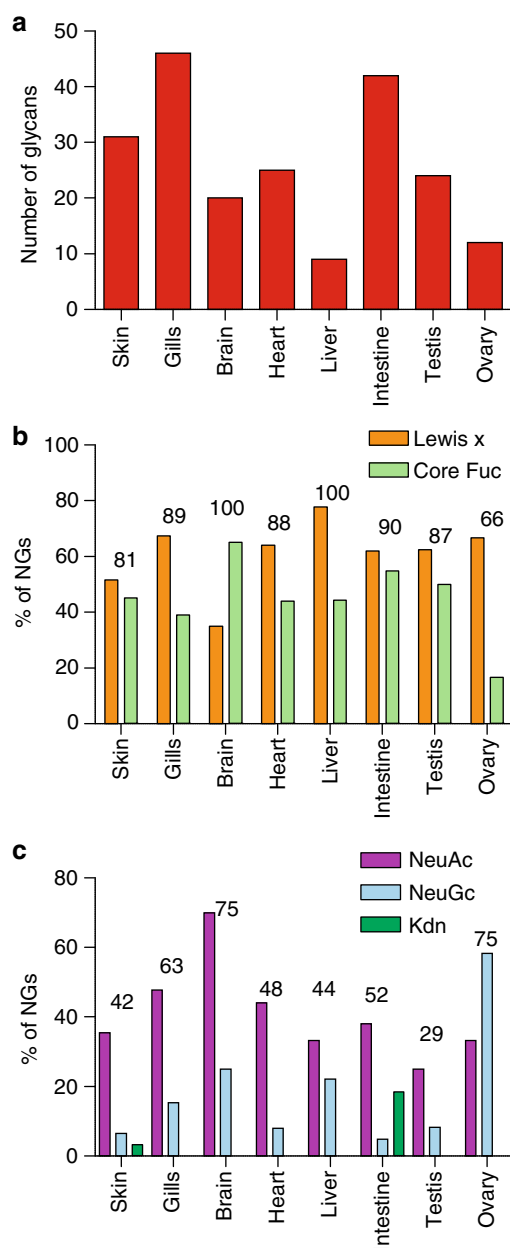 a
50
40
30
20
10
0
Number of glycans
Skin
Gills
Brain
Heart
Liver
Intestine
Testis
Ovary
b
100
80
60
40
20
0
% of NGs
Lewis x
Core Fuc
81
89
100
88
100
90
87
66
Skin
Gills
Brain
Heart
Liver
Intestine
Testis
Ovary
c
80
60
40
20
0
% of NGs
NeuAc
NeuGc
Kdn
42
63
75
48
44
52
29
75
Skin
Gills
Brain
Heart
Liver
ntestine
Testis
Ovary